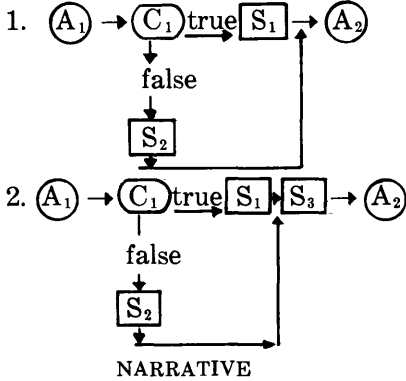 1. A₁ C₁ true S₁ A₂
false
S₂
2. A₁ C₁ true S₁ S₃ A₂
false
S₂
NARRATIVE